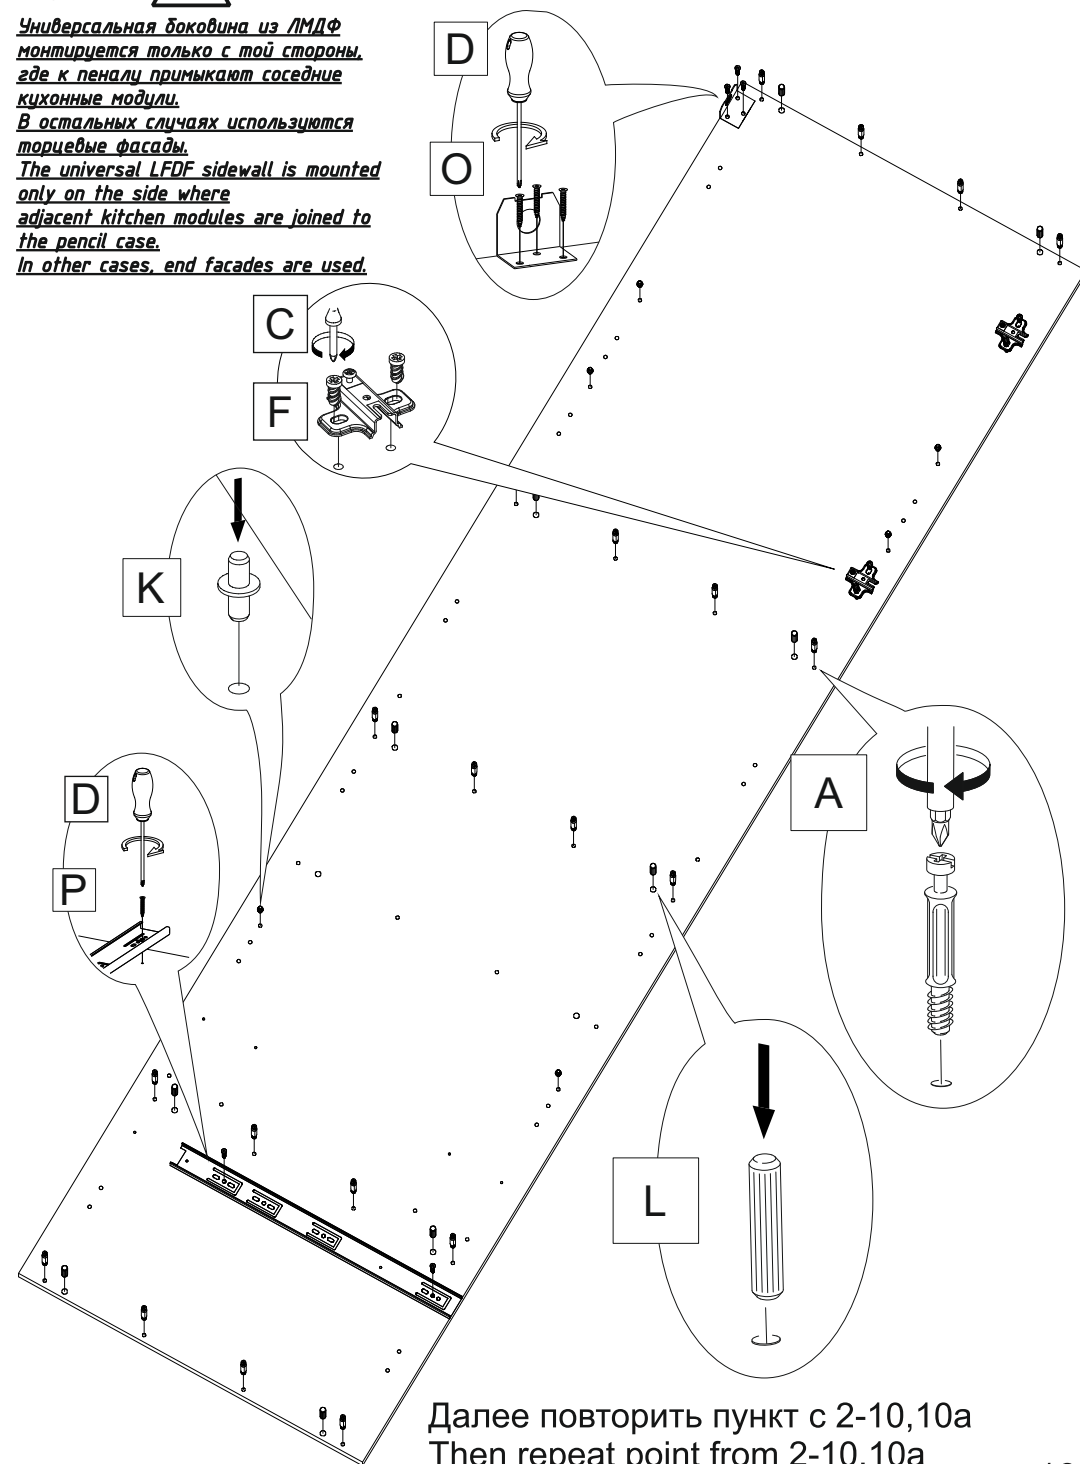 Универсальная боковина из ЛМДФ
монтируется только с той стороны,
где к пеналу примыкают соседние
кухонные модули.
В остальных случаях используются
торцевые фасады.
The universal LFDF sidewall is mounted
only on the side where
adjacent kitchen modules are joined to
the pencil case.
In other cases, end facades are used.
D
O
C
F
K
D
P
A
L
Далее повторить пункт с 2-10,10а
Then repeat point from 2-10,10a